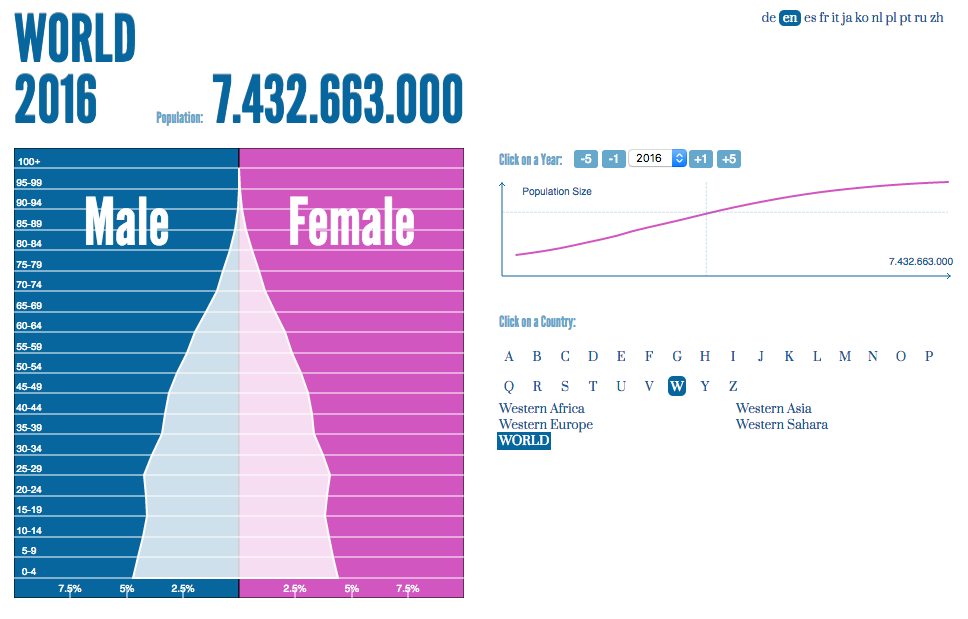 WORLD
2016
Population: 7.432.663.000
de en es fr it ja ko nl pl pt ru zh
100+
95-99
90-94
85-89
80-84
75-79
70-74
65-69
60-64
55-59
50-54
45-49
40-44
35-39
30-34
25-29
20-24
15-19
10-14
5-9
0-4
Male
Female
7.5% 5% 2.5% 2.5% 5% 7.5%
Click on a Year: -5 -1 2016 +1 +5
Population Size
7.432.663.000
Click on a Country:
A B C D E F G H I J K L M N O P
Q R S T U V W Y Z
Western Africa Western Asia
Western Europe Western Sahara
WORLD